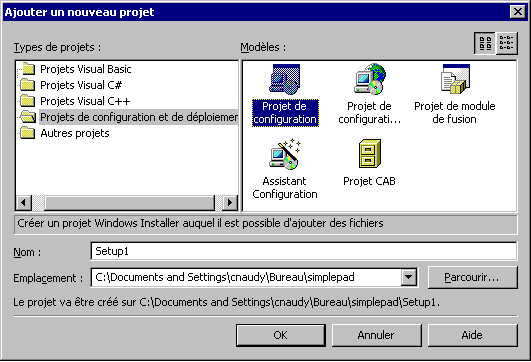 Ajouter un nouveau projet
Types de projets :
Modèles :
Projets Visual Basic
Projets Visual C#
Projets Visual C++
Projets de configuration et de déploiemer
Autres projets
Projet de
configuration
Projet de
configurati...
Projet de module
de fusion
Assistant
Configuration
Projet CAB
Créer un projet Windows Installer auquel il est possible d'ajouter des fichiers
Nom :
Setup1
Emplacement :
C:\Documents and Settings\cnaudy\Bureau\simplepad
Parcourir...
Le projet va être créé sur C:\Documents and Settings\cnaudy\Bureau\simplepad\Setup1.
OK
Annuler
Aide